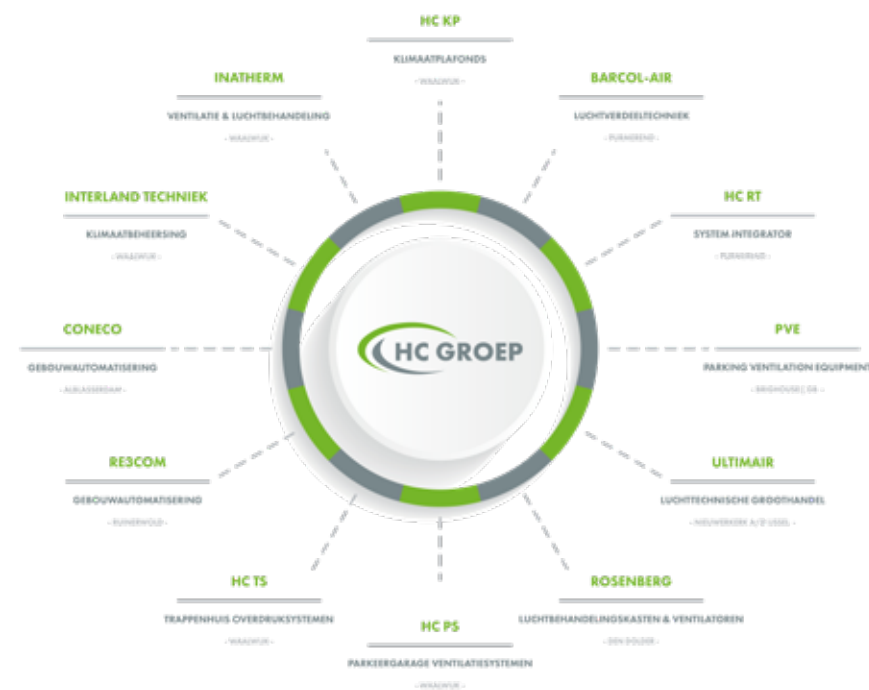 HC KP
KLIMAATPLAFONDS
- WAALWIJK -
BARCOL-AIR
LUCHTVERDEELTECHNIEK
- PURMEREND -
HC RT
SYSTEM INTEGRATOR
- PURMEREND -
PVE
PARKING VENTILATION EQUIPMENT
- BRIGHOUSE, GB -
ULTIMAIR
LUCHTTECHNISCHE GROOTHANDEL
- NIEUWERKERK A/D IJSSEL -
ROSENBERG
LUCHTBEHANDELINGSKASTEN & VENTILATOREN
- DEN DOLDER -
HC PS
PARKEERGARAGE VENTILATIESYSTEMEN
- WAALWIJK -
HC TS
TRAPPENHUIS OVERDRUKSYSTEMEN
- WAALWIJK -
RE3COM
GEBOUWAUTOMATISERING
- RUINERWOLD -
CONECO
GEBOUWAUTOMATISERING
- ALBLASSERDAM -
INTERLAND TECHNIEK
KLIMAATBEHEERSING
- WAALWIJK -
INATHERM
VENTILATIE & LUCHTBEHANDELING
- WAALWIJK -
HC GROEP